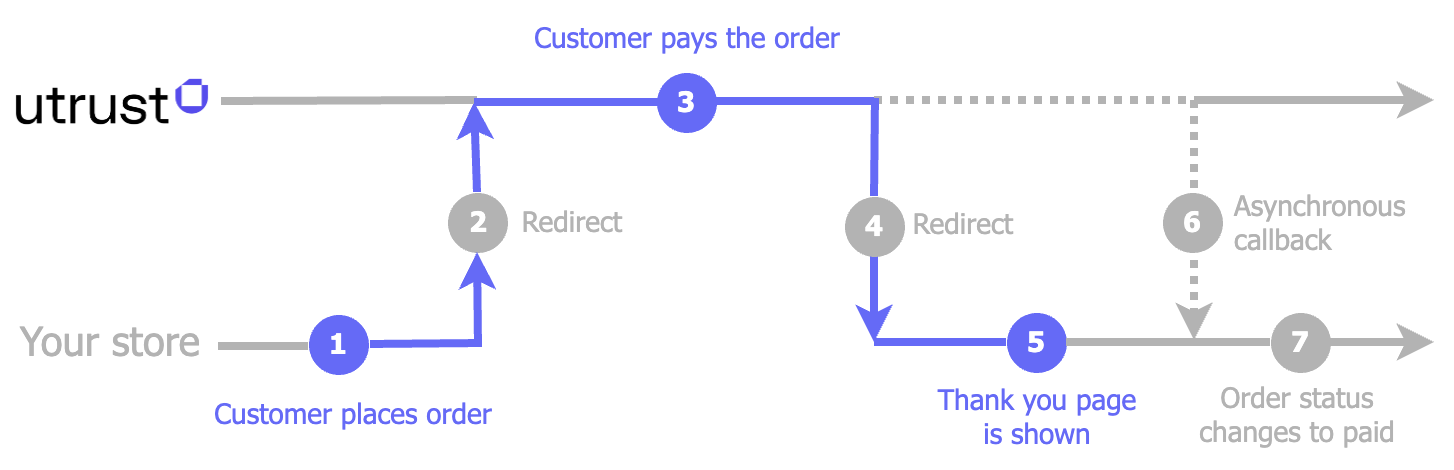 Customer pays the order
utrust
3
2
Redirect
4
Redirect
6
Asynchronous
callback
Your store
1
5
7
Customer places order
Thank you page
is shown
Order status
changes to paid